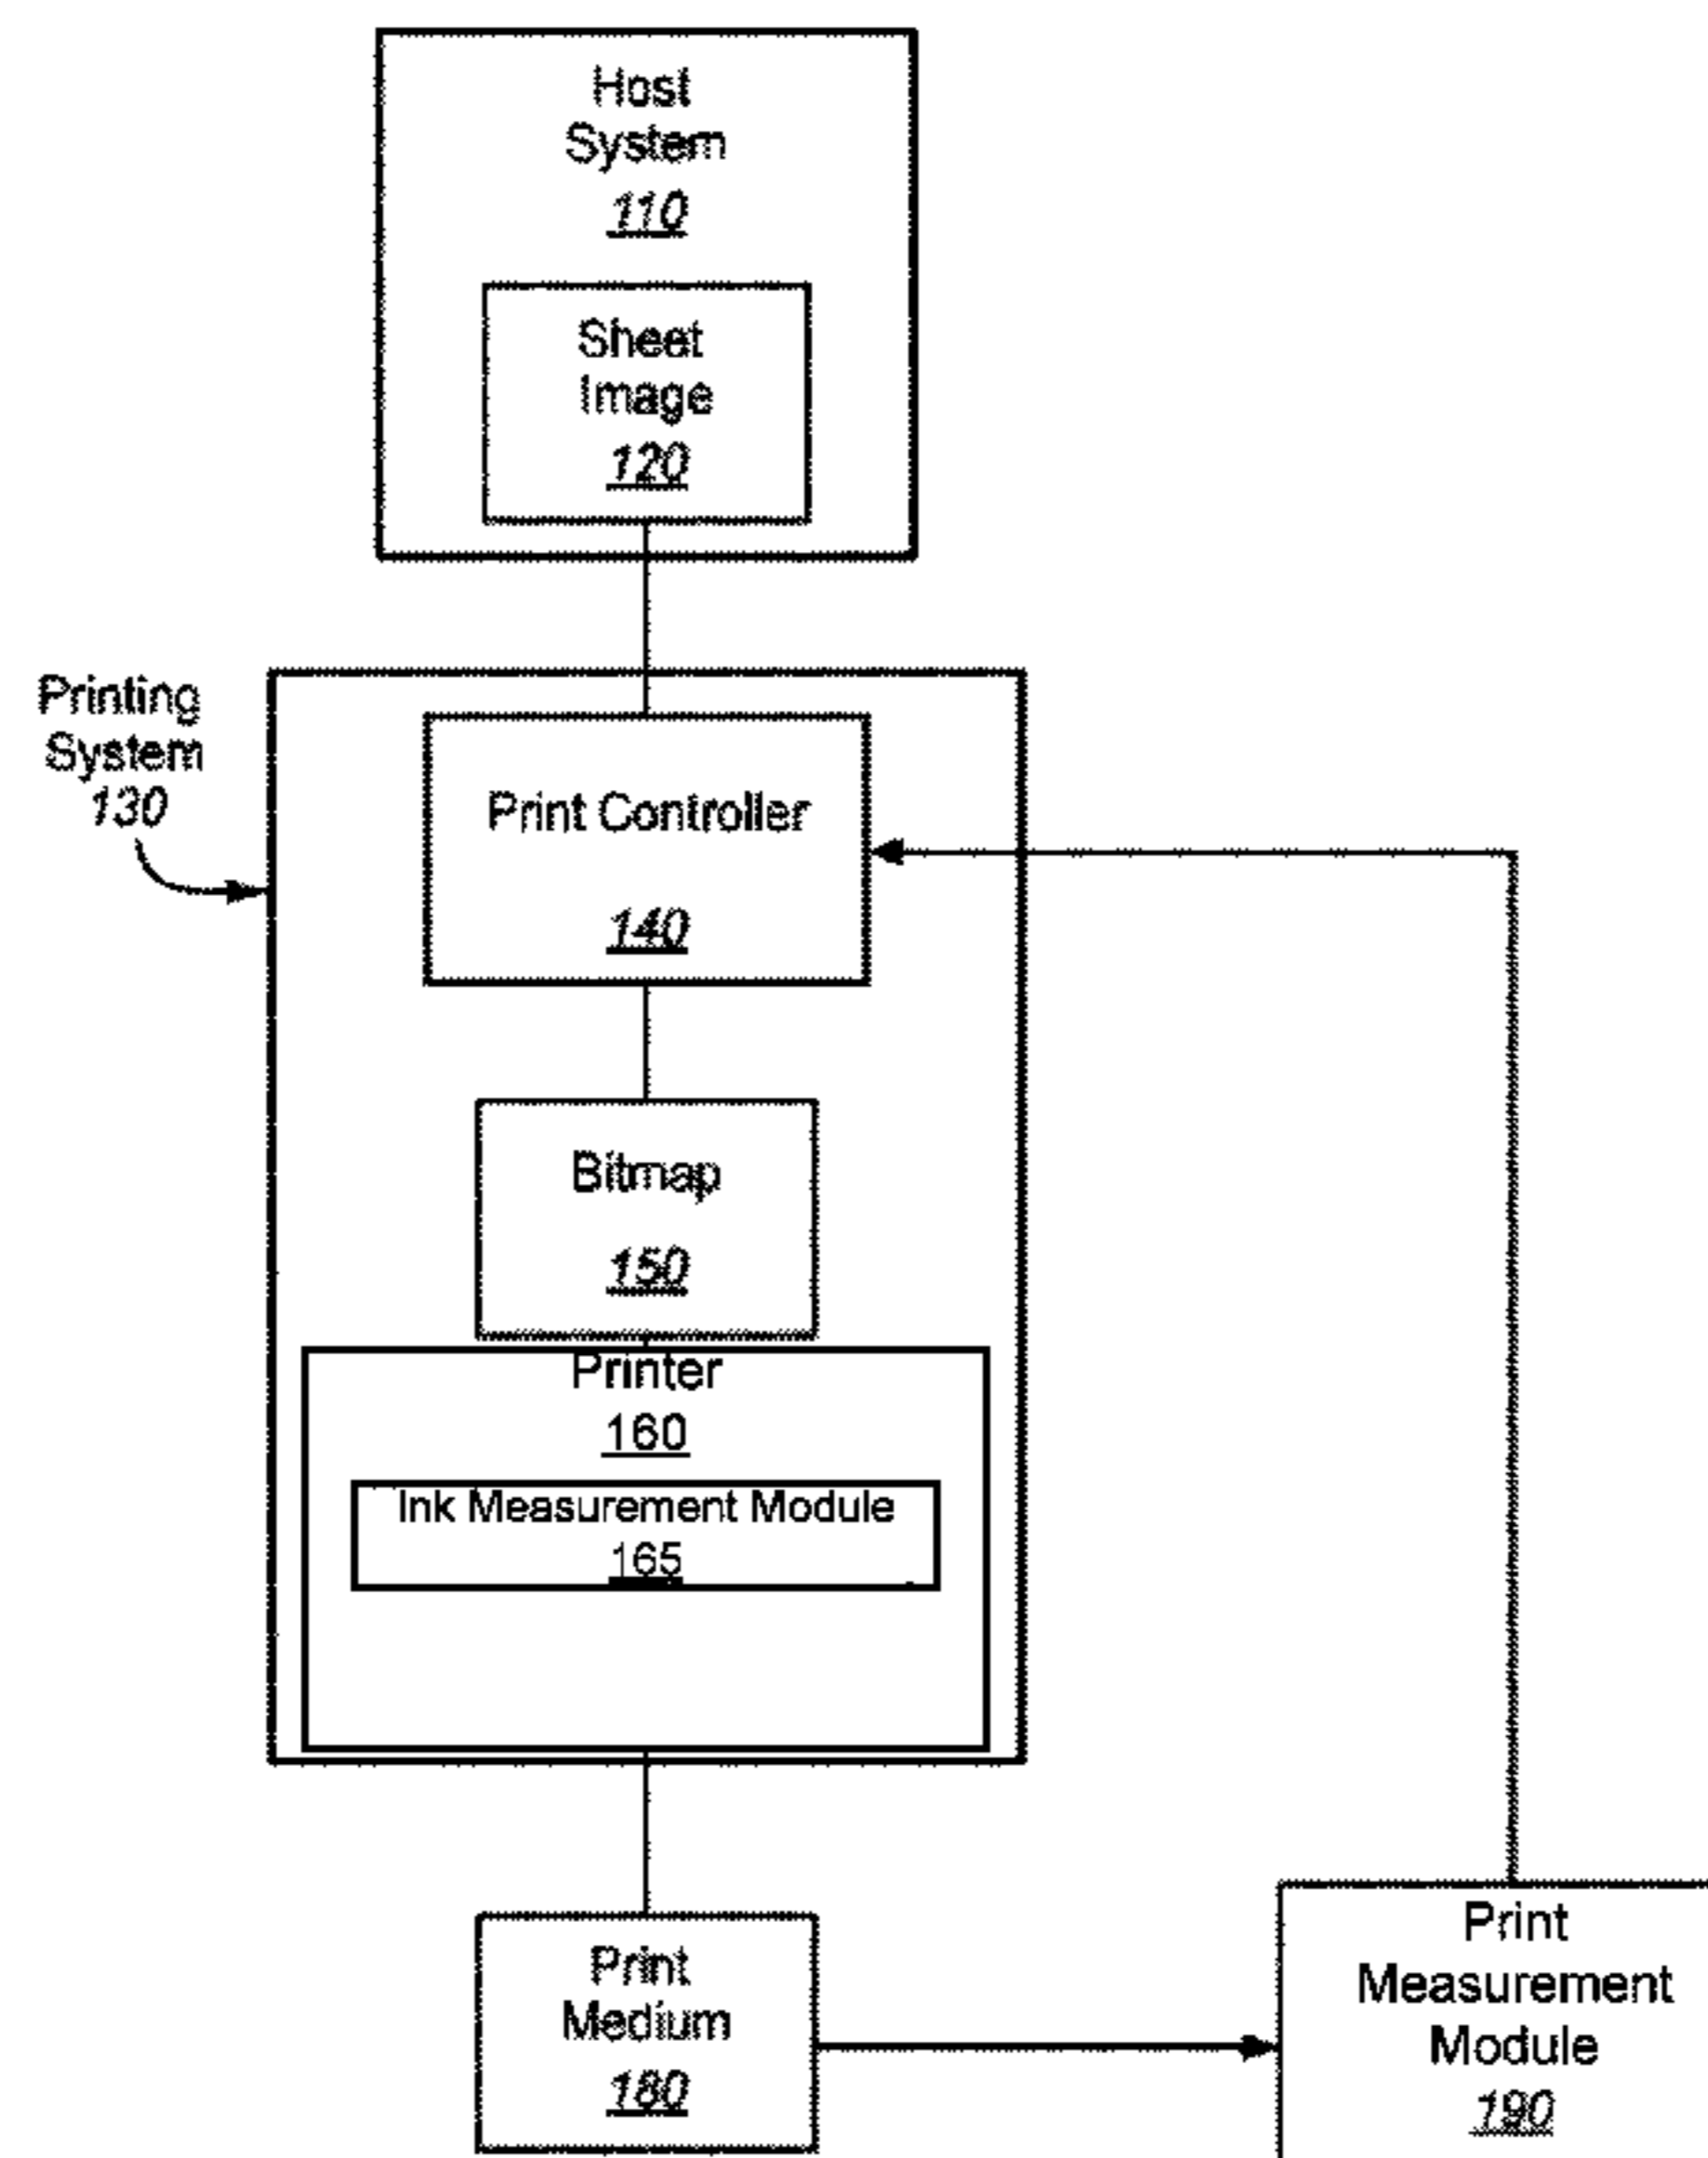 Host
System
110
Sheet
Image
120
Printing
System
130
Print Controller
140
Bitmap
150
Printer
160
Ink Measurement Module
165
Print
Medium
180
Print
Measurement
Module
190